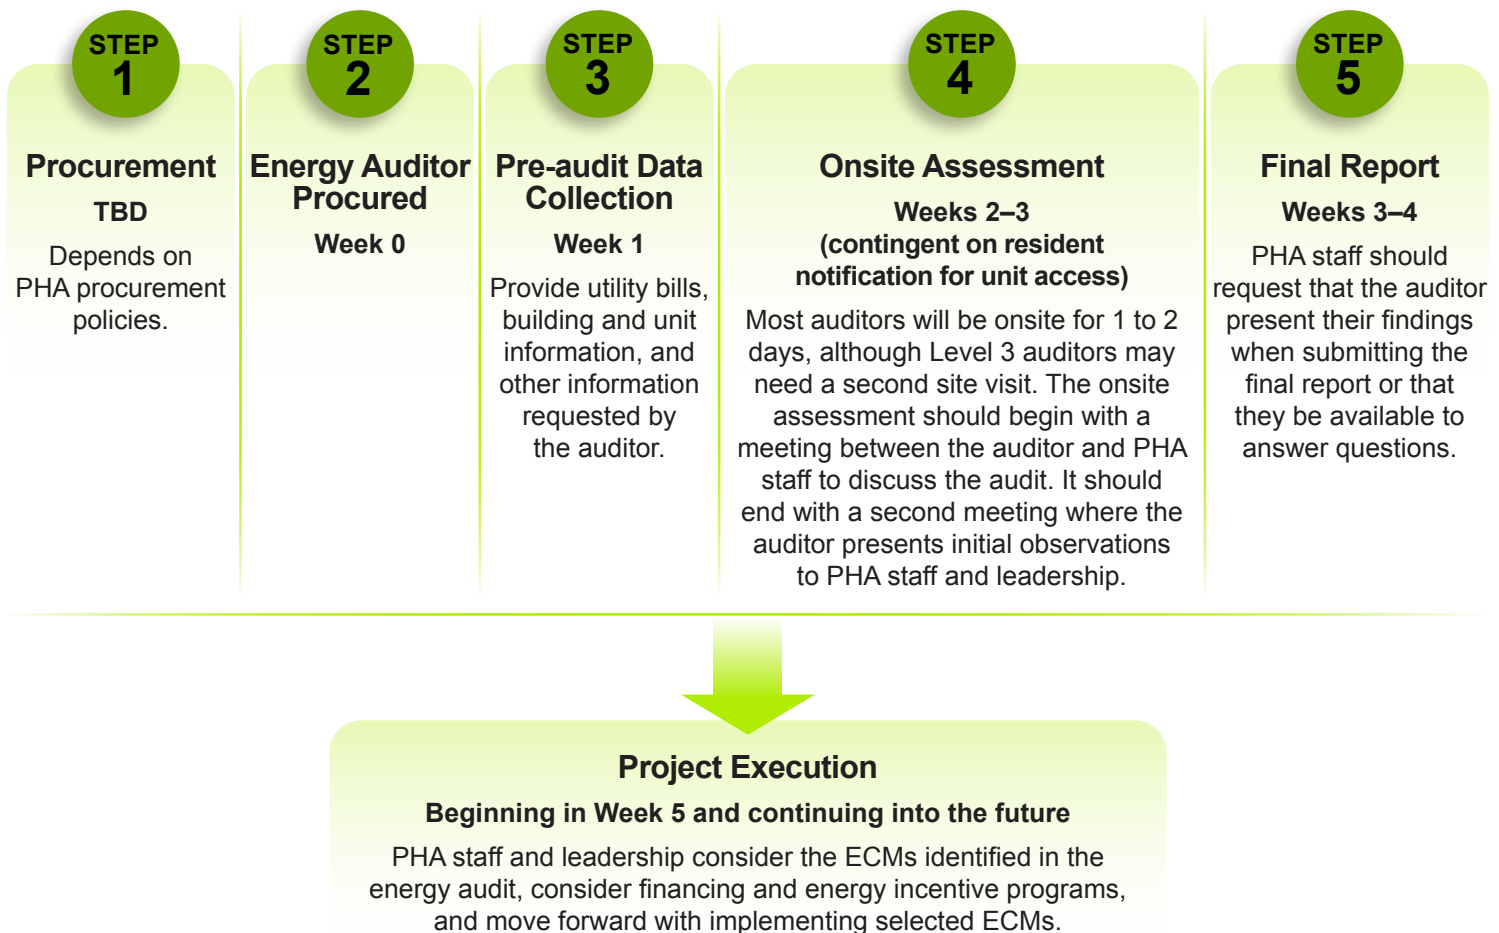 STEP
1
Procurement
TBD
Depends on
PHA procurement
policies.
STEP
2
Energy Auditor
Procured
Week 0
STEP
3
Pre-audit Data
Collection
Week 1
Provide utility bills,
building and unit
information, and
other information
requested by
the auditor.
STEP
4
Onsite Assessment
Weeks 2–3
(contingent on resident
notification for unit access)
Most auditors will be onsite for 1 to 2
days, although Level 3 auditors may
need a second site visit. The onsite
assessment should begin with a
meeting between the auditor and PHA
staff to discuss the audit. It should
end with a second meeting where the
auditor presents initial observations
to PHA staff and leadership.
STEP
5
Final Report
Weeks 3–4
PHA staff should
request that the auditor
present their findings
when submitting the
final report or that
they be available to
answer questions.
Project Execution
Beginning in Week 5 and continuing into the future
PHA staff and leadership consider the ECMs identified in the
energy audit, consider financing and energy incentive programs,
and move forward with implementing selected ECMs.